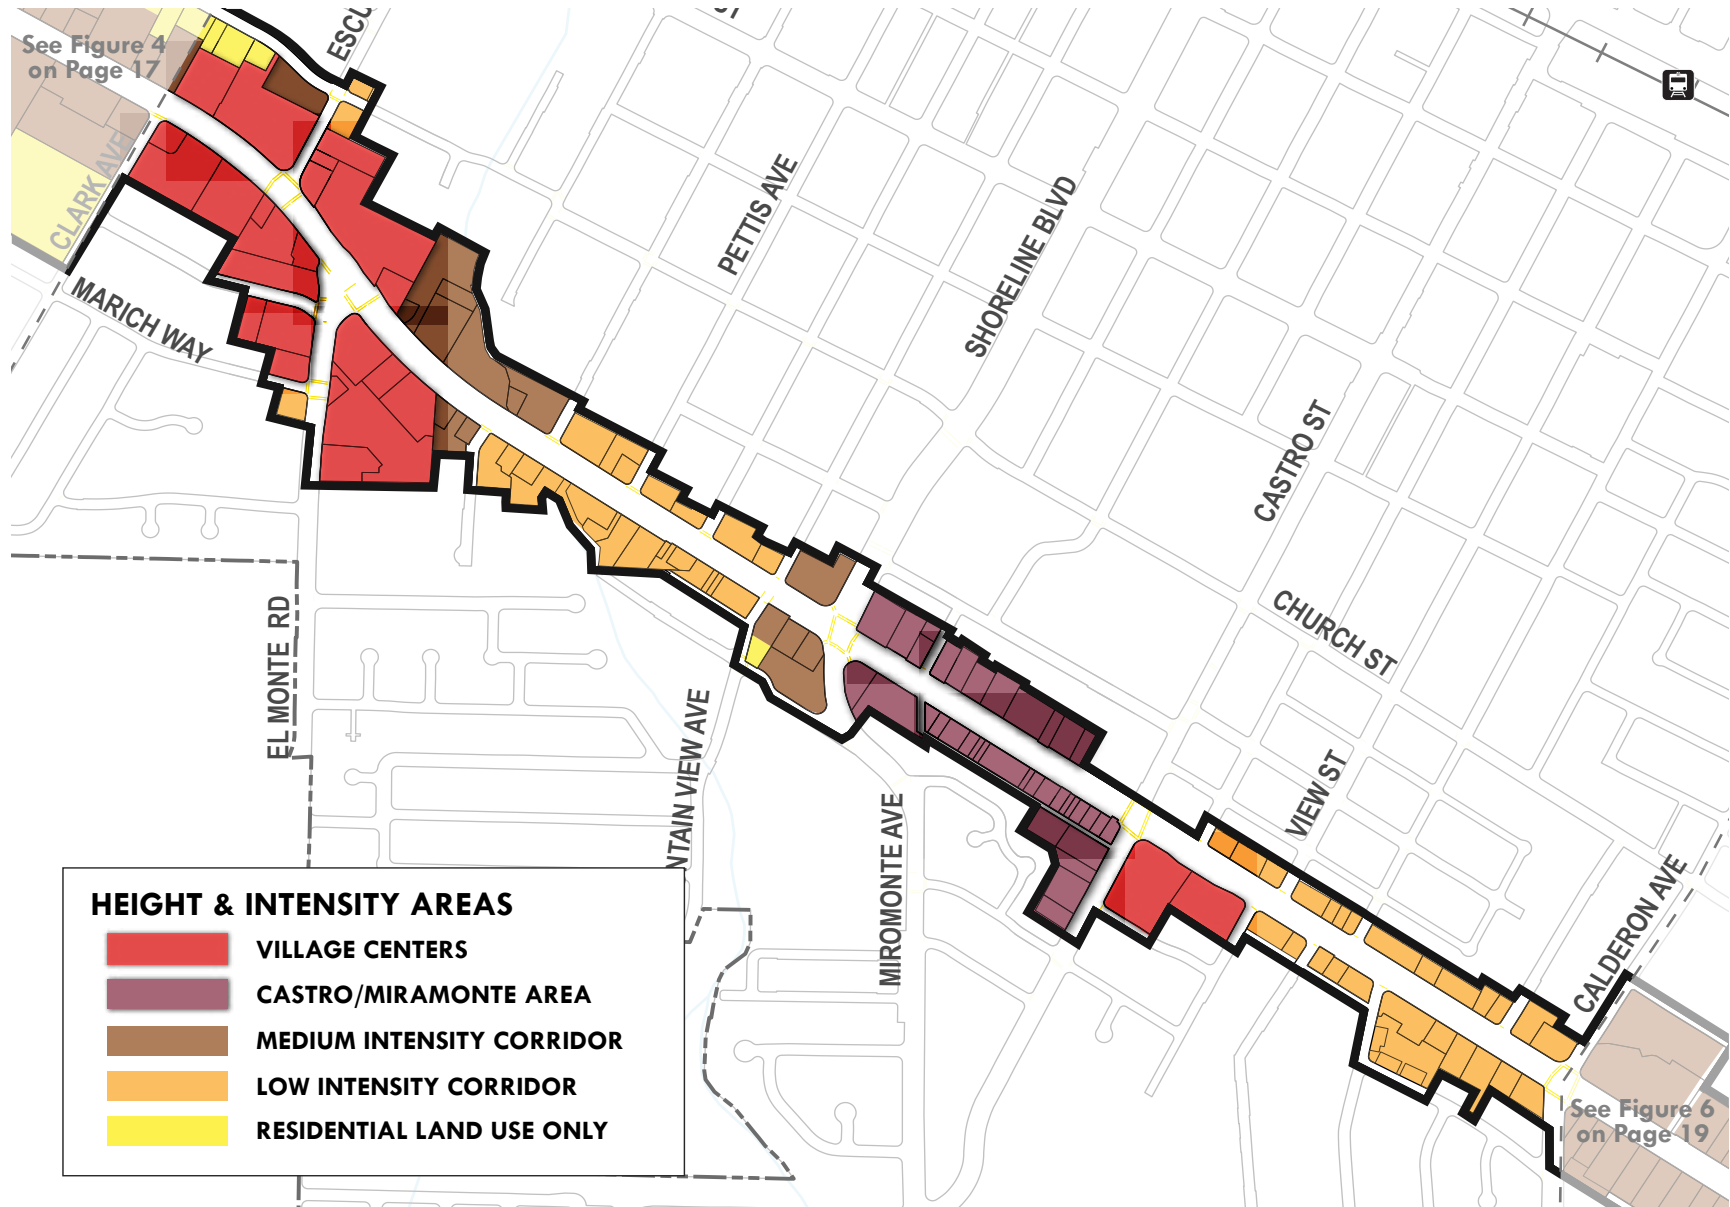 See Figure 4
on Page 17
CLARK AVE
MARICH WAY
PETTIS AVE
SHORELINE BLVD
CASTRO ST
CHURCH ST
VIEW ST
CALDERON AVE
EL MONTE RD
MIROMONTE AVE
VIEW AVE
See Figure 6
on Page 19
HEIGHT & INTENSITY AREAS
VILLAGE CENTERS
CASTRO/MIRAMONTE AREA
MEDIUM INTENSITY CORRIDOR
LOW INTENSITY CORRIDOR
RESIDENTIAL LAND USE ONLY